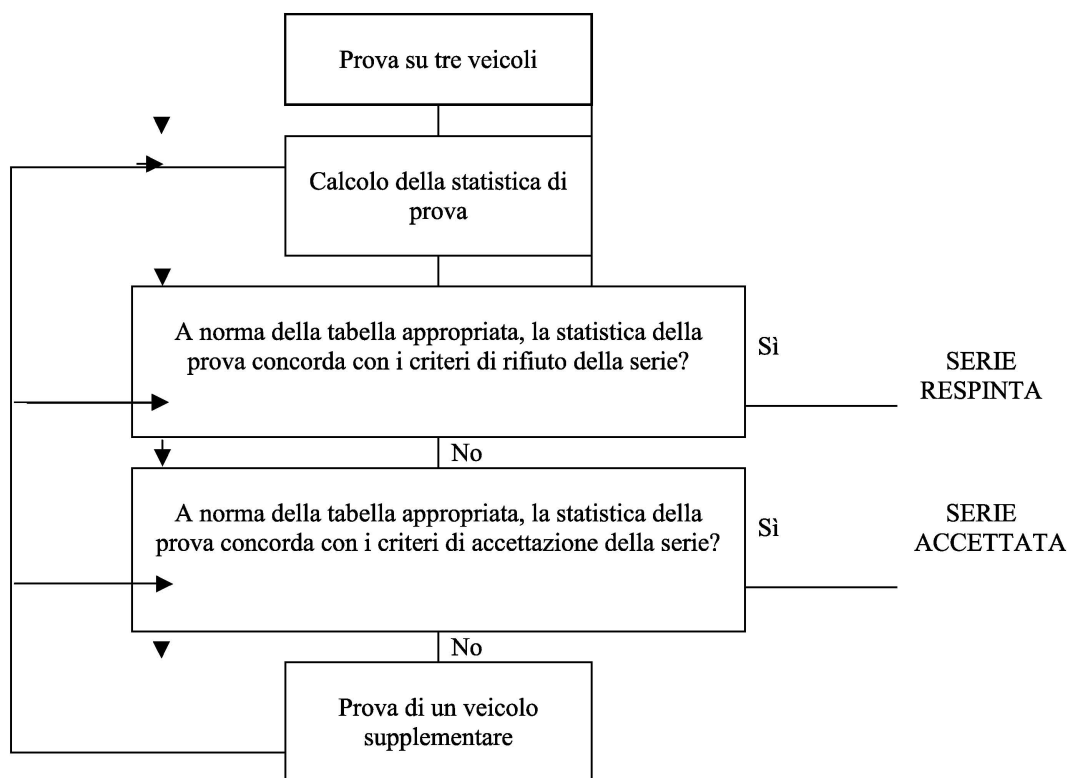 Prova su tre veicoli
Calcolo della statistica di
prova
A norma della tabella appropriata, la statistica della
prova concorda con i criteri di rifiuto della serie?
Sì
SERIE
RESPINTA
No
A norma della tabella appropriata, la statistica della
prova concorda con i criteri di accettazione della serie?
Sì
SERIE
ACCETTATA
No
Prova di un veicolo
supplementare